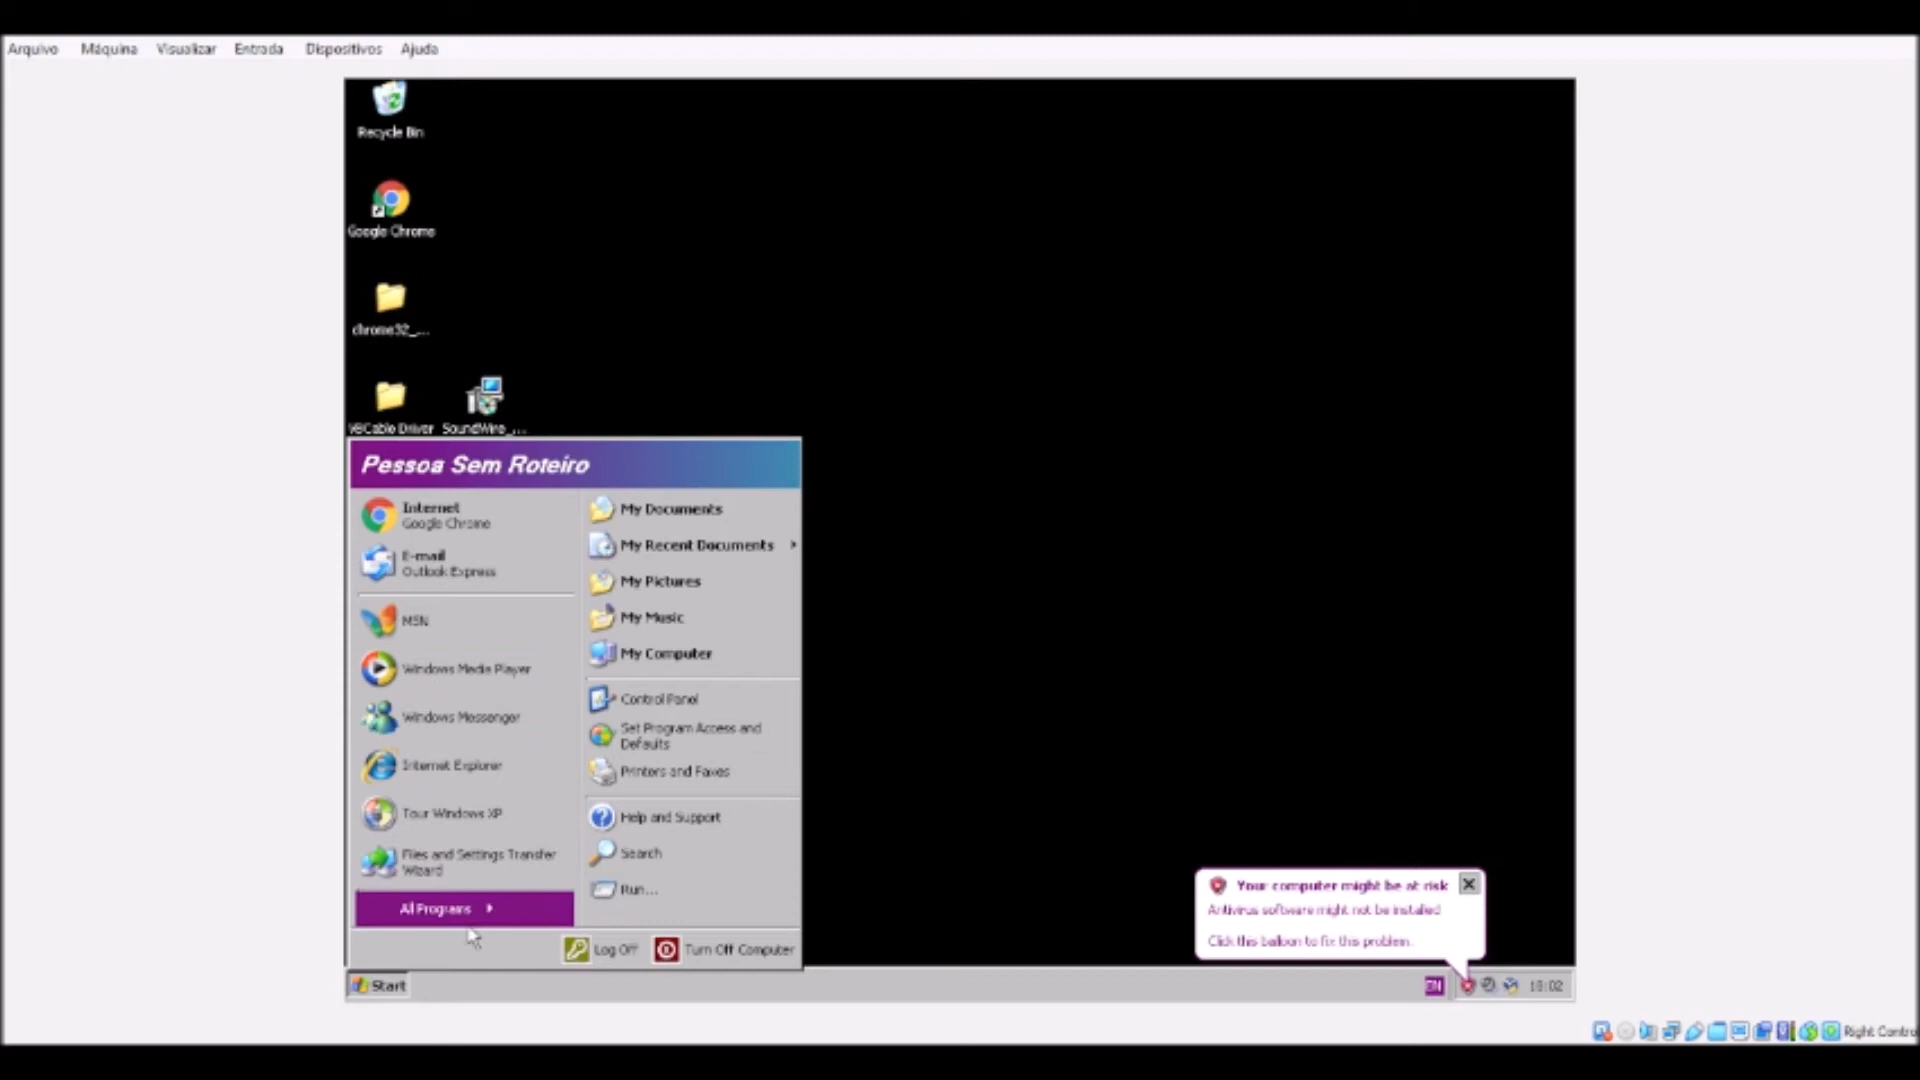 Arquivo Máquina Visualizar Entrada Dispositivos Ajuda
Recycle Bin
Google Chrome
chrome32_...
VBCable Driver SoundWire_...
Pessoa Sem Roteiro
Internet
Google Chrome
E-mail
Outlook Express
MSN
Windows Media Player
Windows Messenger
Internet Explorer
Tour Windows XP
Files and Settings Transfer
Wizard
All Programs
My Documents
My Recent Documents
My Pictures
My Music
My Computer
Control Panel
Set Program Access and
Defaults
Printers and Faxes
Help and Support
Search
Run...
Log Off Turn Off Computer
Your computer might be at risk
Antivirus software might not be installed
Click this balloon to fix this problem.
Start
EN
18:02
Right Contro